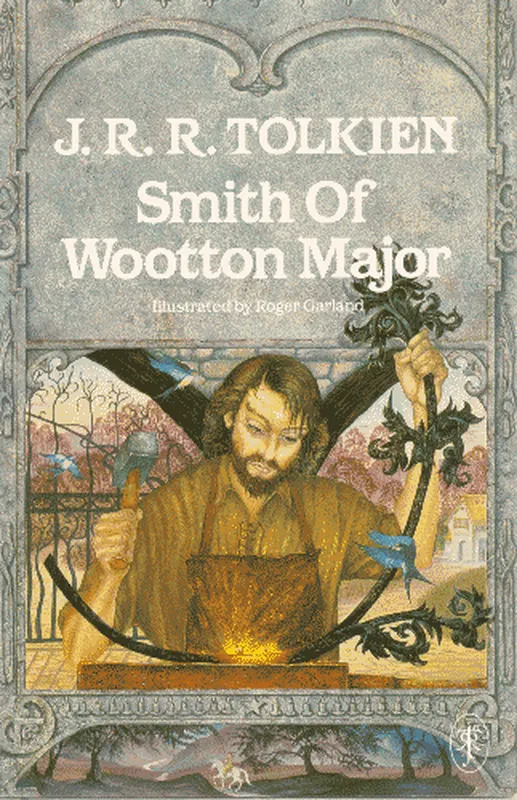 J. R. R. TOLKIEN
Smith Of
Wootton Major
Illustrated by Roger Garland